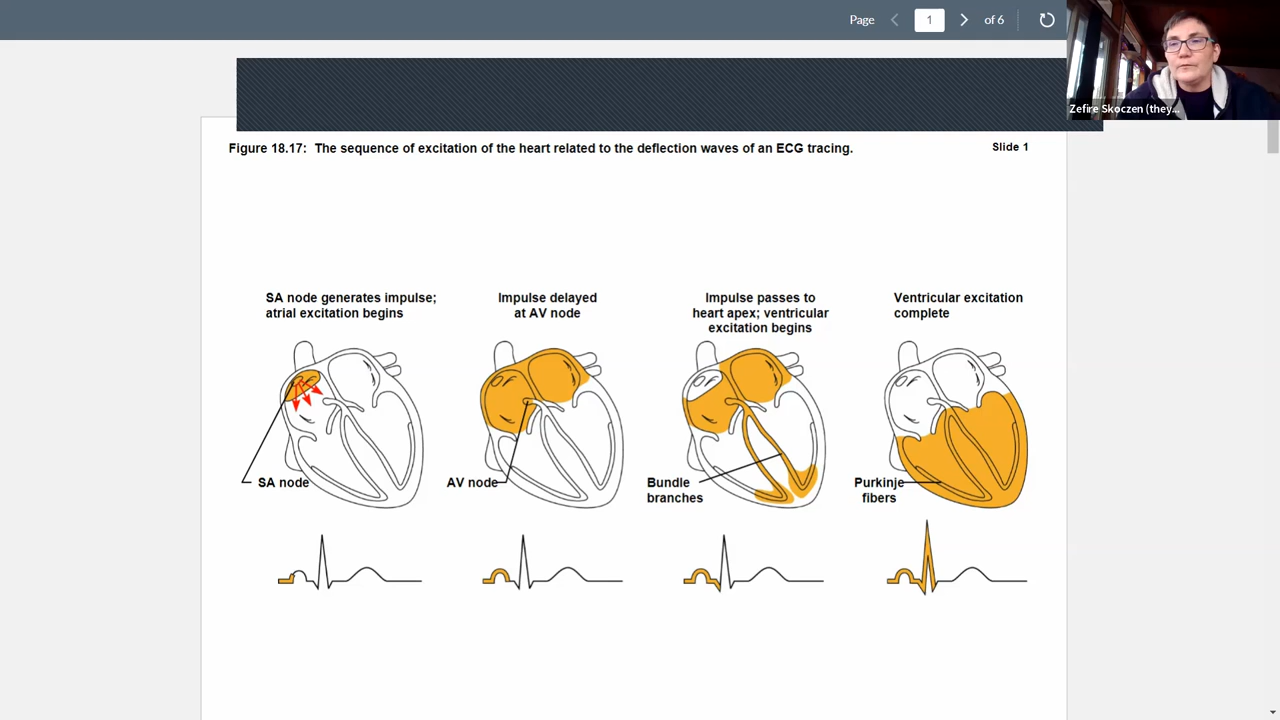 Page 1 of 6
Zefire Skoczen (they...
Figure 18.17: The sequence of excitation of the heart related to the deflection waves of an ECG tracing.
Slide 1
SA node generates impulse;
atrial excitation begins
Impulse delayed
at AV node
Impulse passes to
heart apex; ventricular
excitation begins
Ventricular excitation
complete
SA node
AV node
Bundle
branches
Purkinje
fibers